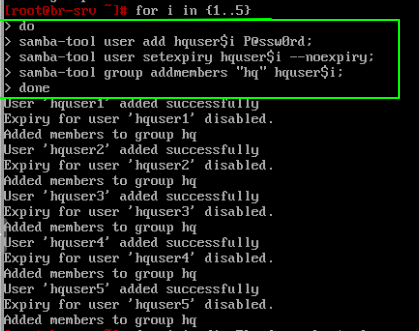 [root@br-srv ~]# for i in {1..5}
> do
> samba-tool user add hquser$i P@ssw0rd;
> samba-tool user setexpiry hquser$i --noexpiry;
> samba-tool group addmembers "hq" hquser$i;
> done
User 'hquser1' added successfully
Expiry for user 'hquser1' disabled.
Added members to group hq
User 'hquser2' added successfully
Expiry for user 'hquser2' disabled.
Added members to group hq
User 'hquser3' added successfully
Expiry for user 'hquser3' disabled.
Added members to group hq
User 'hquser4' added successfully
Expiry for user 'hquser4' disabled.
Added members to group hq
User 'hquser5' added successfully
Expiry for user 'hquser5' disabled.
Added members to group hq